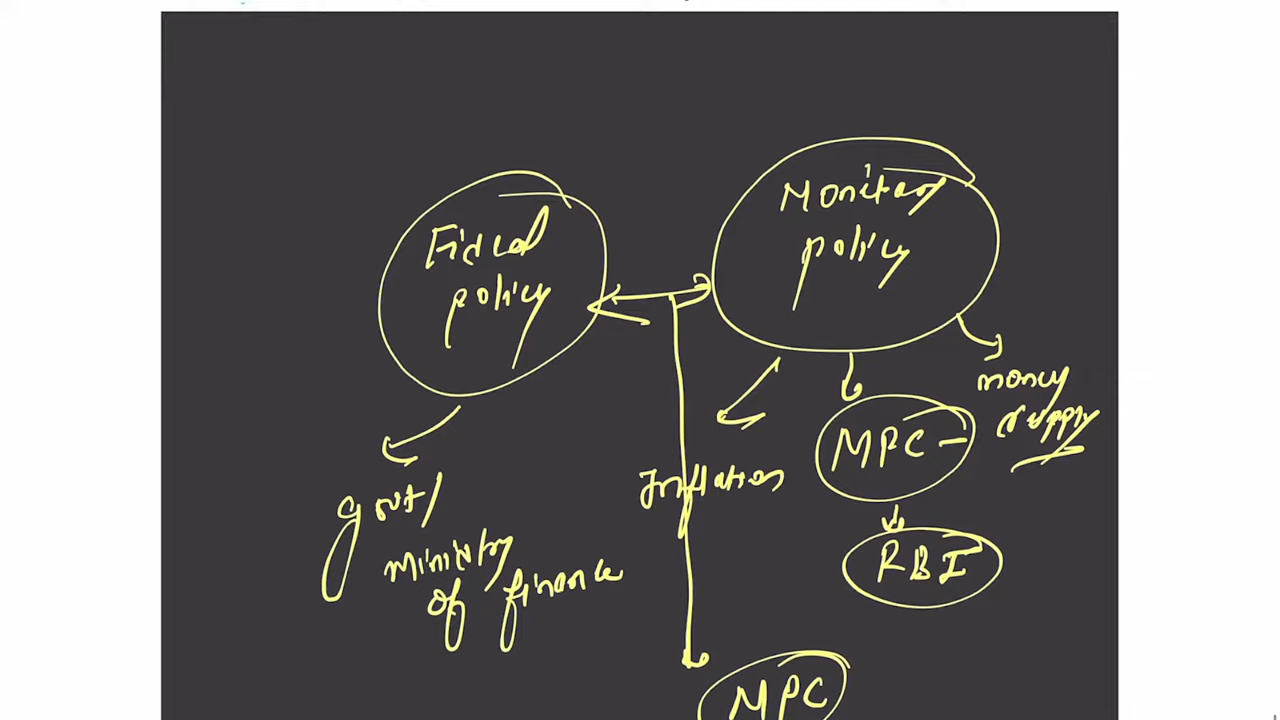 Fiscal
policy
Monitary
policy
money
supply
MPC -
Inflation
RBI
govt/
ministry
of finance
MPC